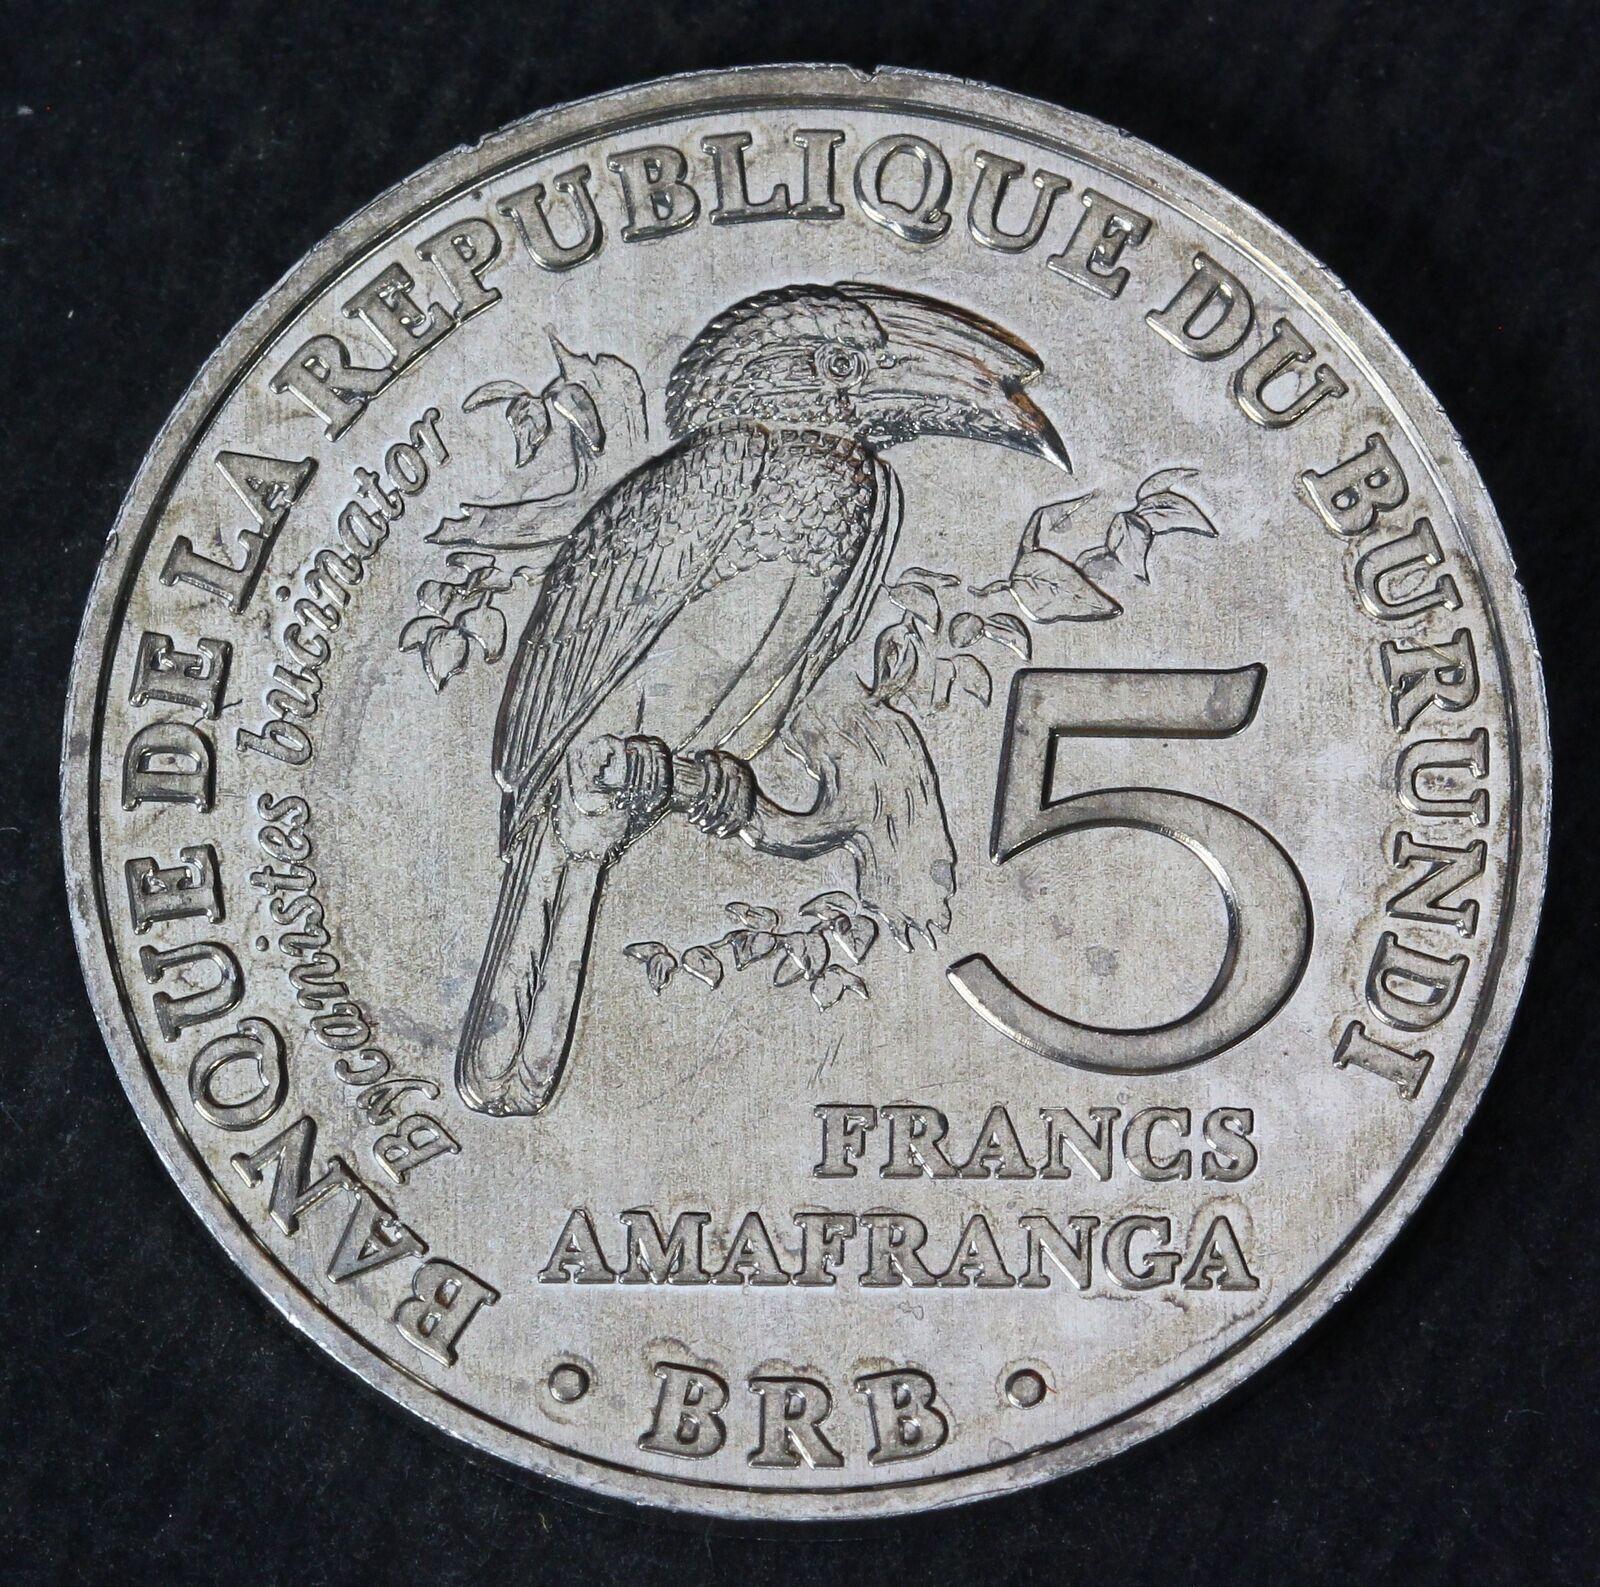 BANQUE DE LA REPUBLIQUE DU BURUNDI
Bycanistes bucinator
5
FRANCS
AMAFRANGA
• BRB •